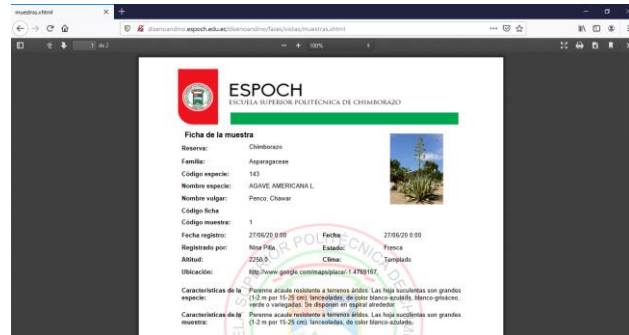 muestras.xhtml
disenoandino.espoch.edu.ec/disenoandino/faces/vistas/muestras.xhtml
1 de 2
100%
ESPOCH
ESCUELA SUPERIOR POLITÉCNICA DE CHIMBORAZO
Ficha de la muestra
Reserva: Chimborazo
Familia: Asparagaceae
Código especie: 143
Nombre especie: AGAVE AMERICANA L.
Nombre vulgar: Penco, Chawar
Código ficha
Código muestra: 1
Fecha registro: 27/06/20 0:00 Fecha 27/06/20 0:00
Registrado por: Nina Pilla Estado: Fresca
Altitud: 2256.0 Clima: Templado
Ubicación: http://www.google.com/maps/place/-1.4769167,
Características de la Perenne acaule resistente a terrenos áridos. Las hoja suculentas son grandes
especie: (1-2 m por 15-25 cm), lanceoladas, de color blanco-azulado, blanco-grisáceo,
verde o variegadas. Se disponen en espiral alrededor
Características de la Perenne acaule resistente a terrenos áridos. Las hoja suculentas son grandes
muestra: (1-2 m por 15-25 cm), lanceoladas, de color blanco-azulado,